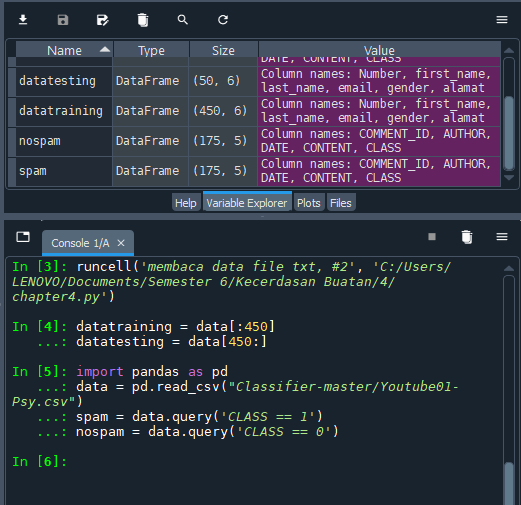 Name Type Size Value
DATE, CONTENT, CLASS
datatesting DataFrame (50, 6) Column names: Number, first_name,
last_name, email, gender, alamat
datatraining DataFrame (450, 6) Column names: Number, first_name,
last_name, email, gender, alamat
nospam DataFrame (175, 5) Column names: COMMENT_ID, AUTHOR,
DATE, CONTENT, CLASS
spam DataFrame (175, 5) Column names: COMMENT_ID, AUTHOR,
DATE, CONTENT, CLASS
Help Variable Explorer Plots Files
Console 1/A
In [3]: runcell('membaca data file txt, #2', 'C:/Users/
LENOVO/Documents/Semester 6/Kecerdasan Buatan/4/
chapter4.py')
In [4]: datatraining = data[:450]
...: datatesting = data[450:]
In [5]: import pandas as pd
...: data = pd.read_csv("Classifier-master/Youtube01-
Psy.csv")
...: spam = data.query('CLASS == 1')
...: nospam = data.query('CLASS == 0')
In [6]: